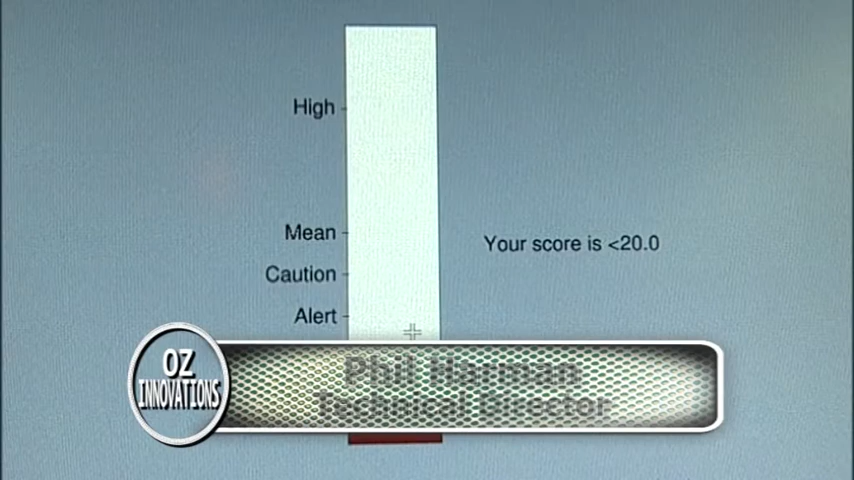 High
Mean
Your score is <20.0
Caution
Alert
Phil Harman
Technical Director
OZ
INNOVATIONS